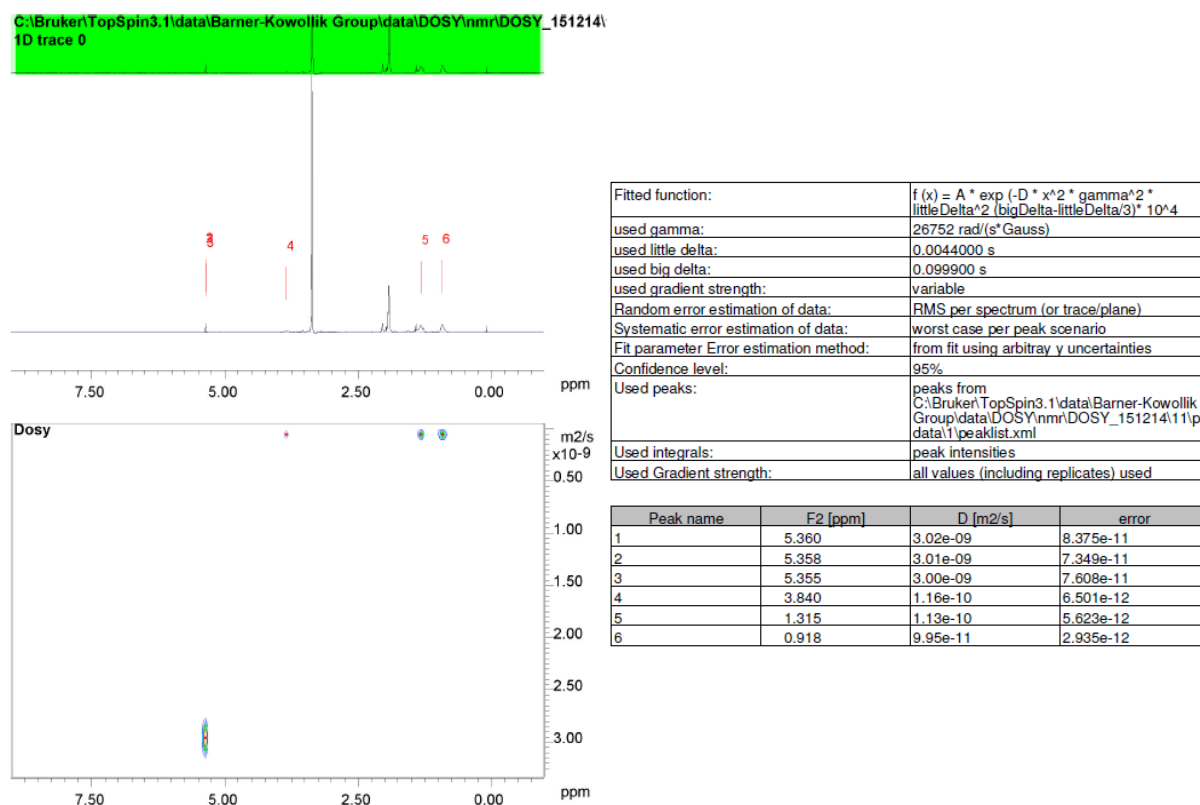 C:\Bruker\TopSpin3.1\data\Barner-Kowollik Group\data\DOSY\nmr\DOSY_151214\
1D trace 0
4
5
6
7.50
5.00
2.50
0.00
ppm
Dosy
m2/s
x10-9
0.50
1.00
1.50
2.00
2.50
3.00
7.50
5.00
2.50
0.00
ppm
Fitted function: f (x) = A * exp (-D * x^2 * gamma^2 *
littleDelta^2 (bigDelta-littleDelta/3)* 10^4
used gamma: 26752 rad/(s*Gauss)
used little delta: 0.0044000 s
used big delta: 0.099900 s
used gradient strength: variable
Random error estimation of data: RMS per spectrum (or trace/plane)
Systematic error estimation of data: worst case per peak scenario
Fit parameter Error estimation method: from fit using arbitray y uncertainties
Confidence level: 95%
Used peaks: peaks from
C:\Bruker\TopSpin3.1\data\Barner-Kowollik
Group\data\DOSY\nmr\DOSY_151214\11\p
data\1\peaklist.xml
Used integrals: peak intensities
Used Gradient strength: all values (including replicates) used
Peak name F2 [ppm] D [m2/s] error
1 5.360 3.02e-09 8.375e-11
2 5.358 3.01e-09 7.349e-11
3 5.355 3.00e-09 7.608e-11
4 3.840 1.16e-10 6.501e-12
5 1.315 1.13e-10 5.623e-12
6 0.918 9.95e-11 2.935e-12